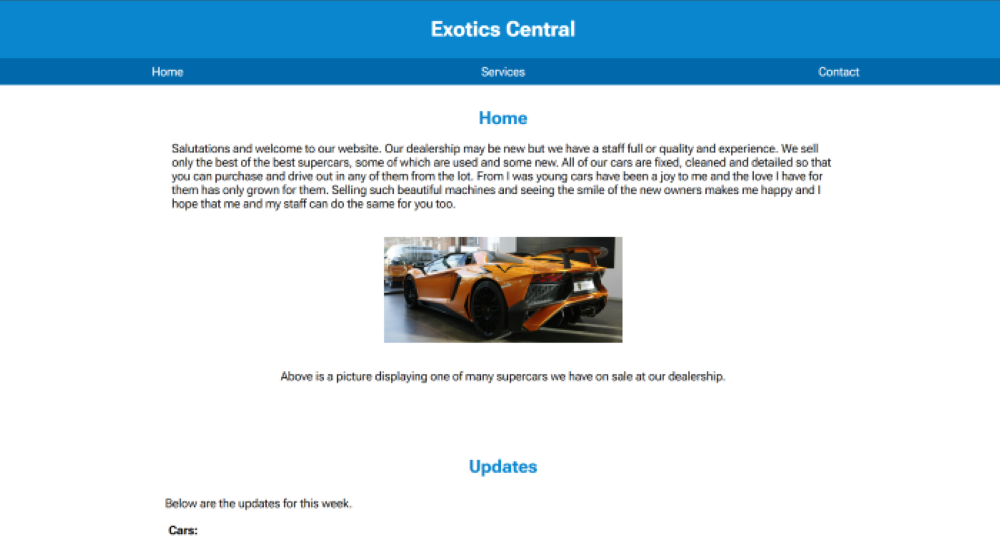 Exotics Central
Home
Services
Contact
Home
Salutations and welcome to our website. Our dealership may be new but we have a staff full or quality and experience. We sell
only the best of the best supercars, some of which are used and some new. All of our cars are fixed, cleaned and detailed so that
you can purchase and drive out in any of them from the lot. From I was young cars have been a joy to me and the love I have for
them has only grown for them. Selling such beautiful machines and seeing the smile of the new owners makes me happy and I
hope that me and my staff can do the same for you too.
Above is a picture displaying one of many supercars we have on sale at our dealership.
Updates
Below are the updates for this week.
Cars: